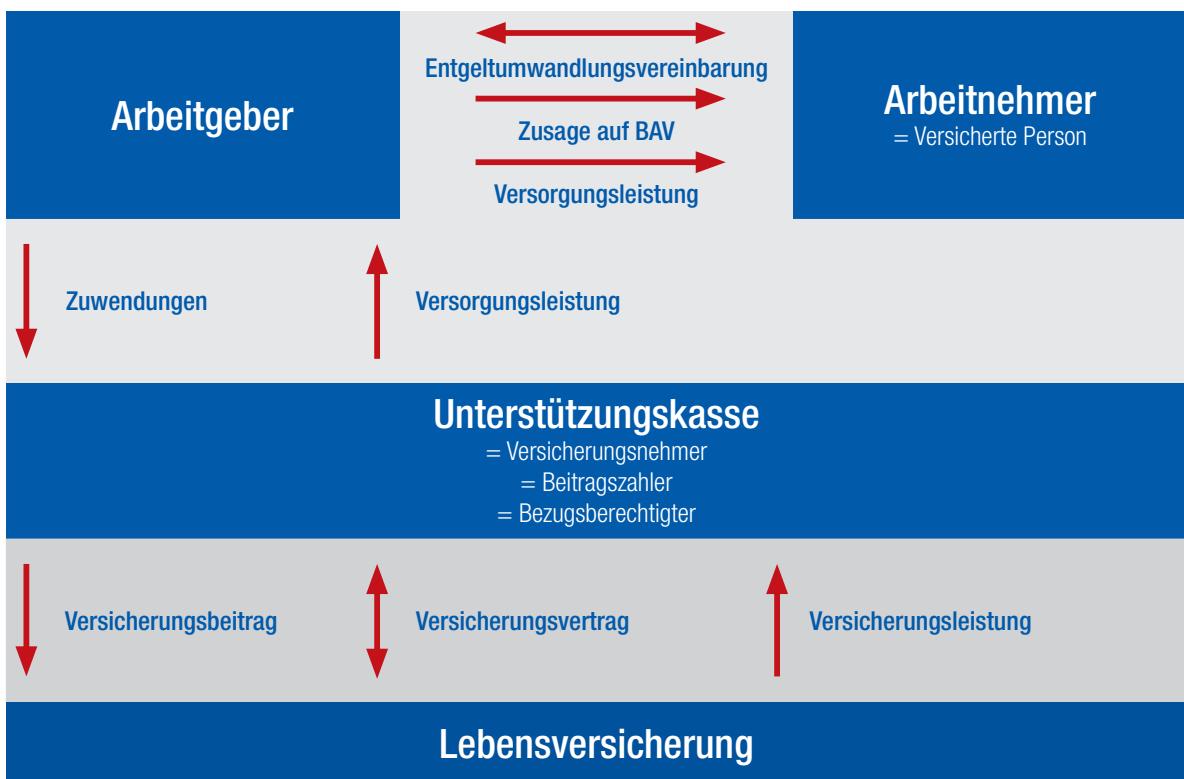 Arbeitgeber
Entgeltumwandlungsvereinbarung
Zusage auf BAV
Versorgungsleistung
Arbeitnehmer
= Versicherte Person
Zuwendungen
Versorgungsleistung
Unterstützungskasse
= Versicherungsnehmer
= Beitragszahler
= Bezugsberechtigter
Versicherungsbeitrag
Versicherungsvertrag
Versicherungsleistung
Lebensversicherung